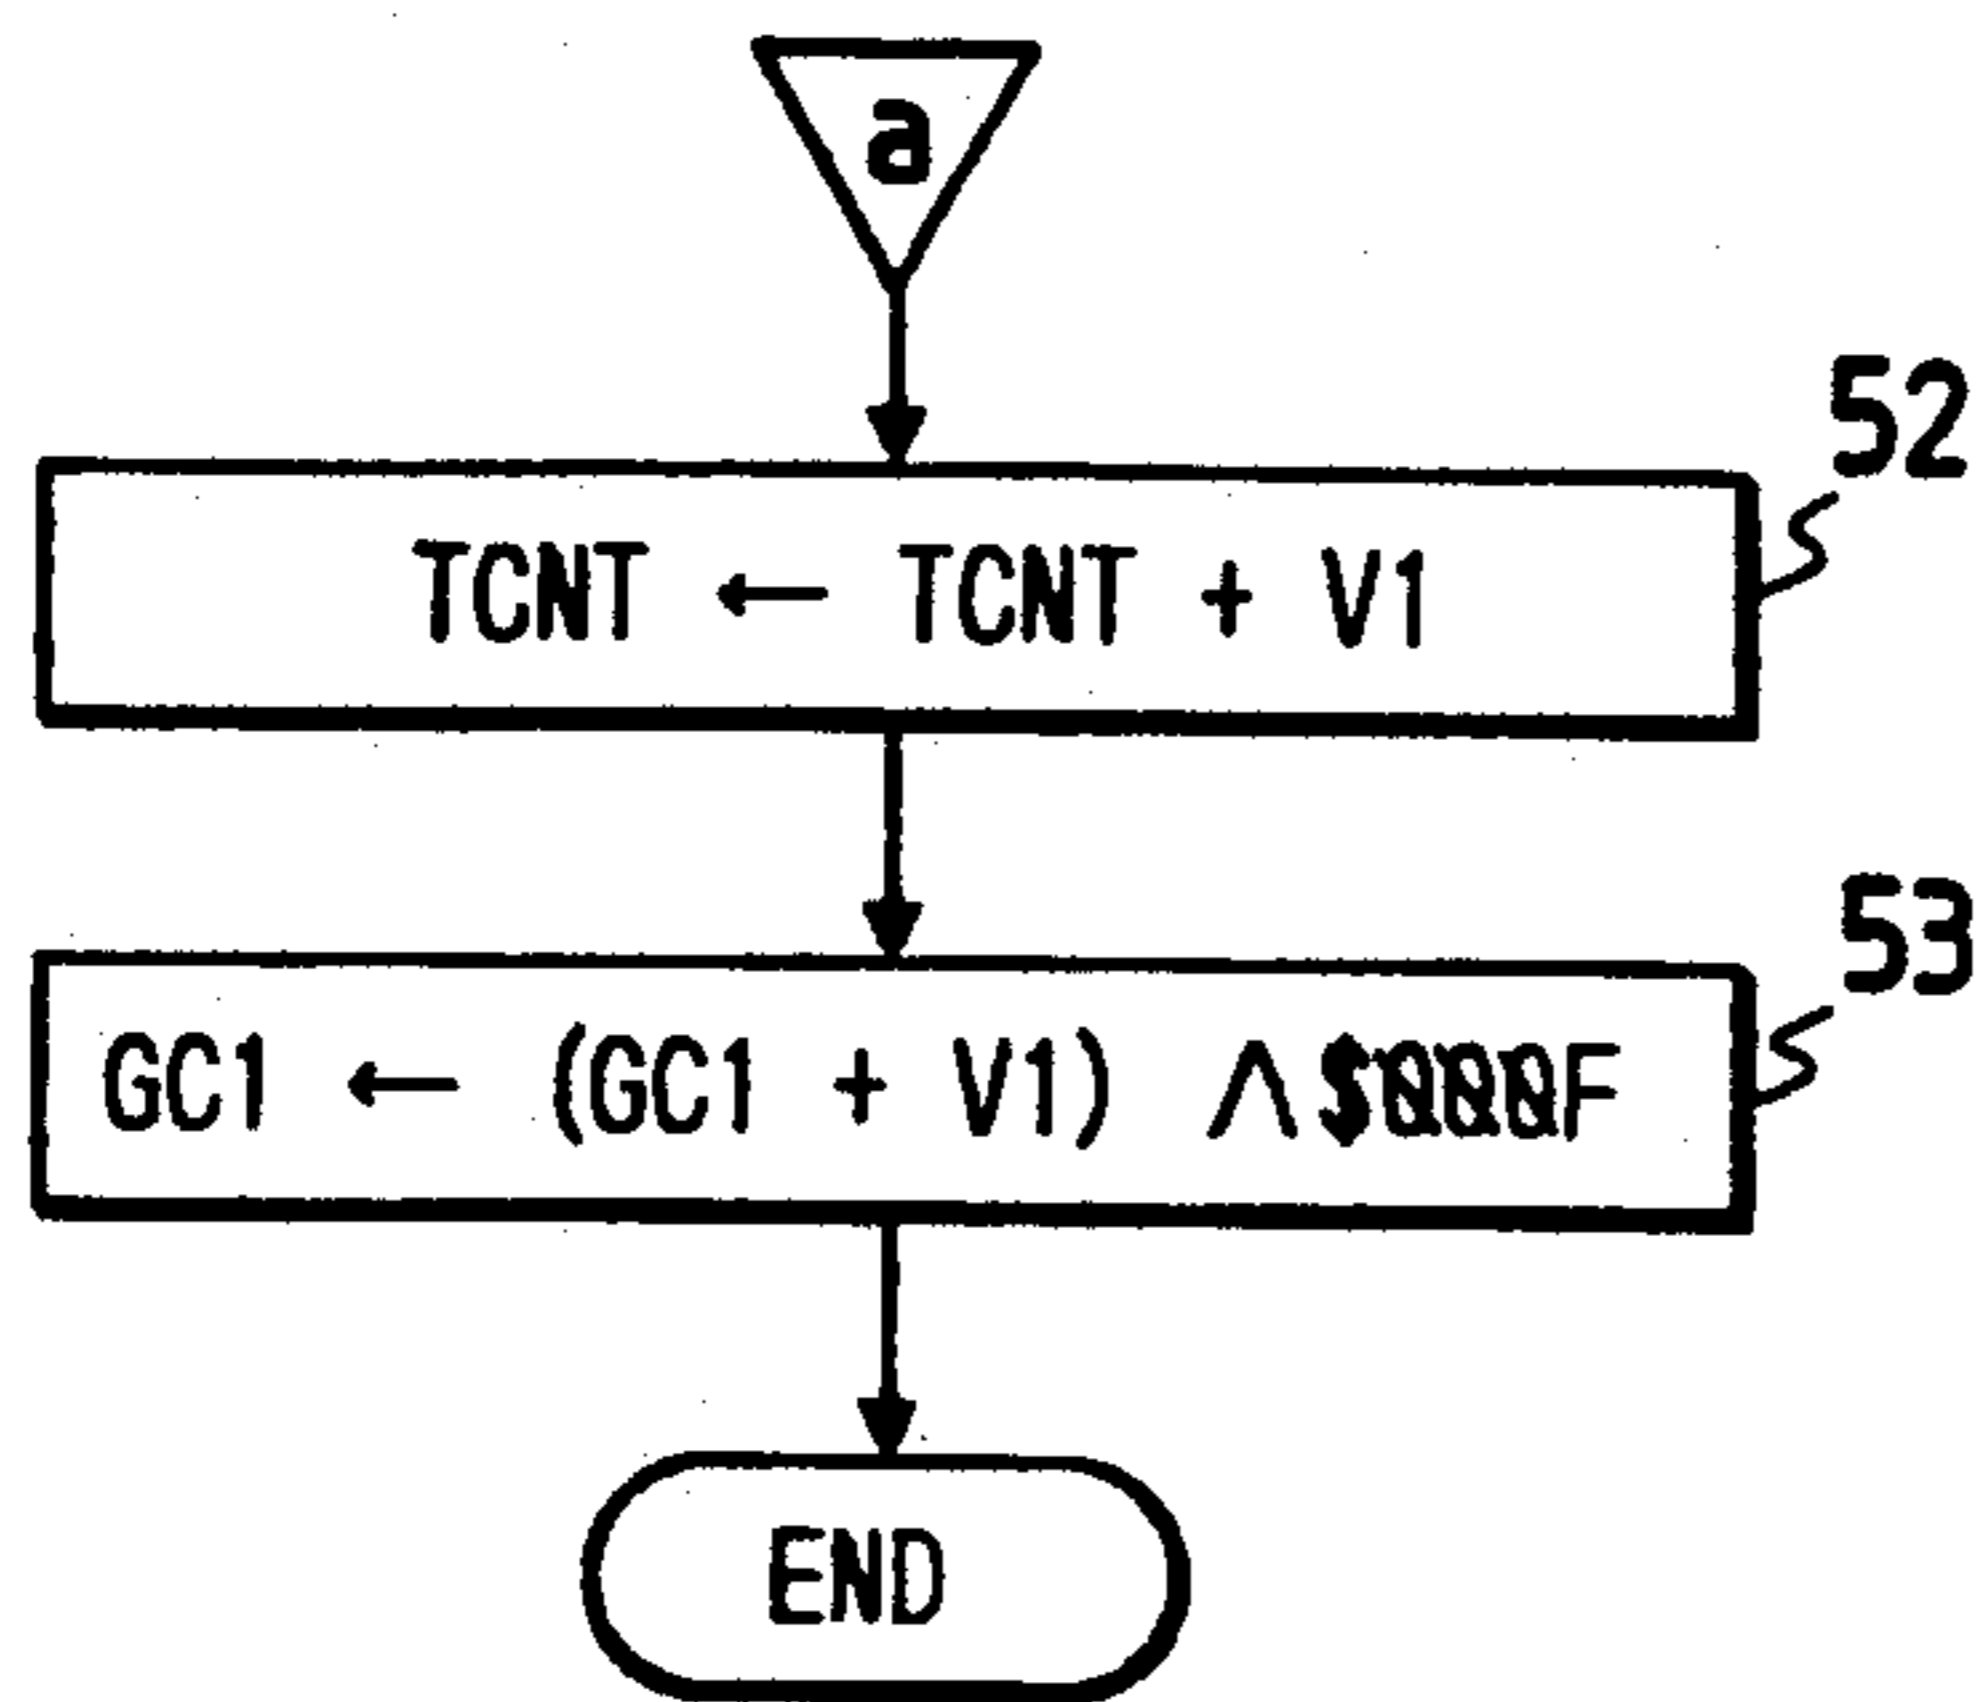 a
52
TCNT ← TCNT + V1
53
GC1 ← (GC1 + V1) ∧ $000F
END